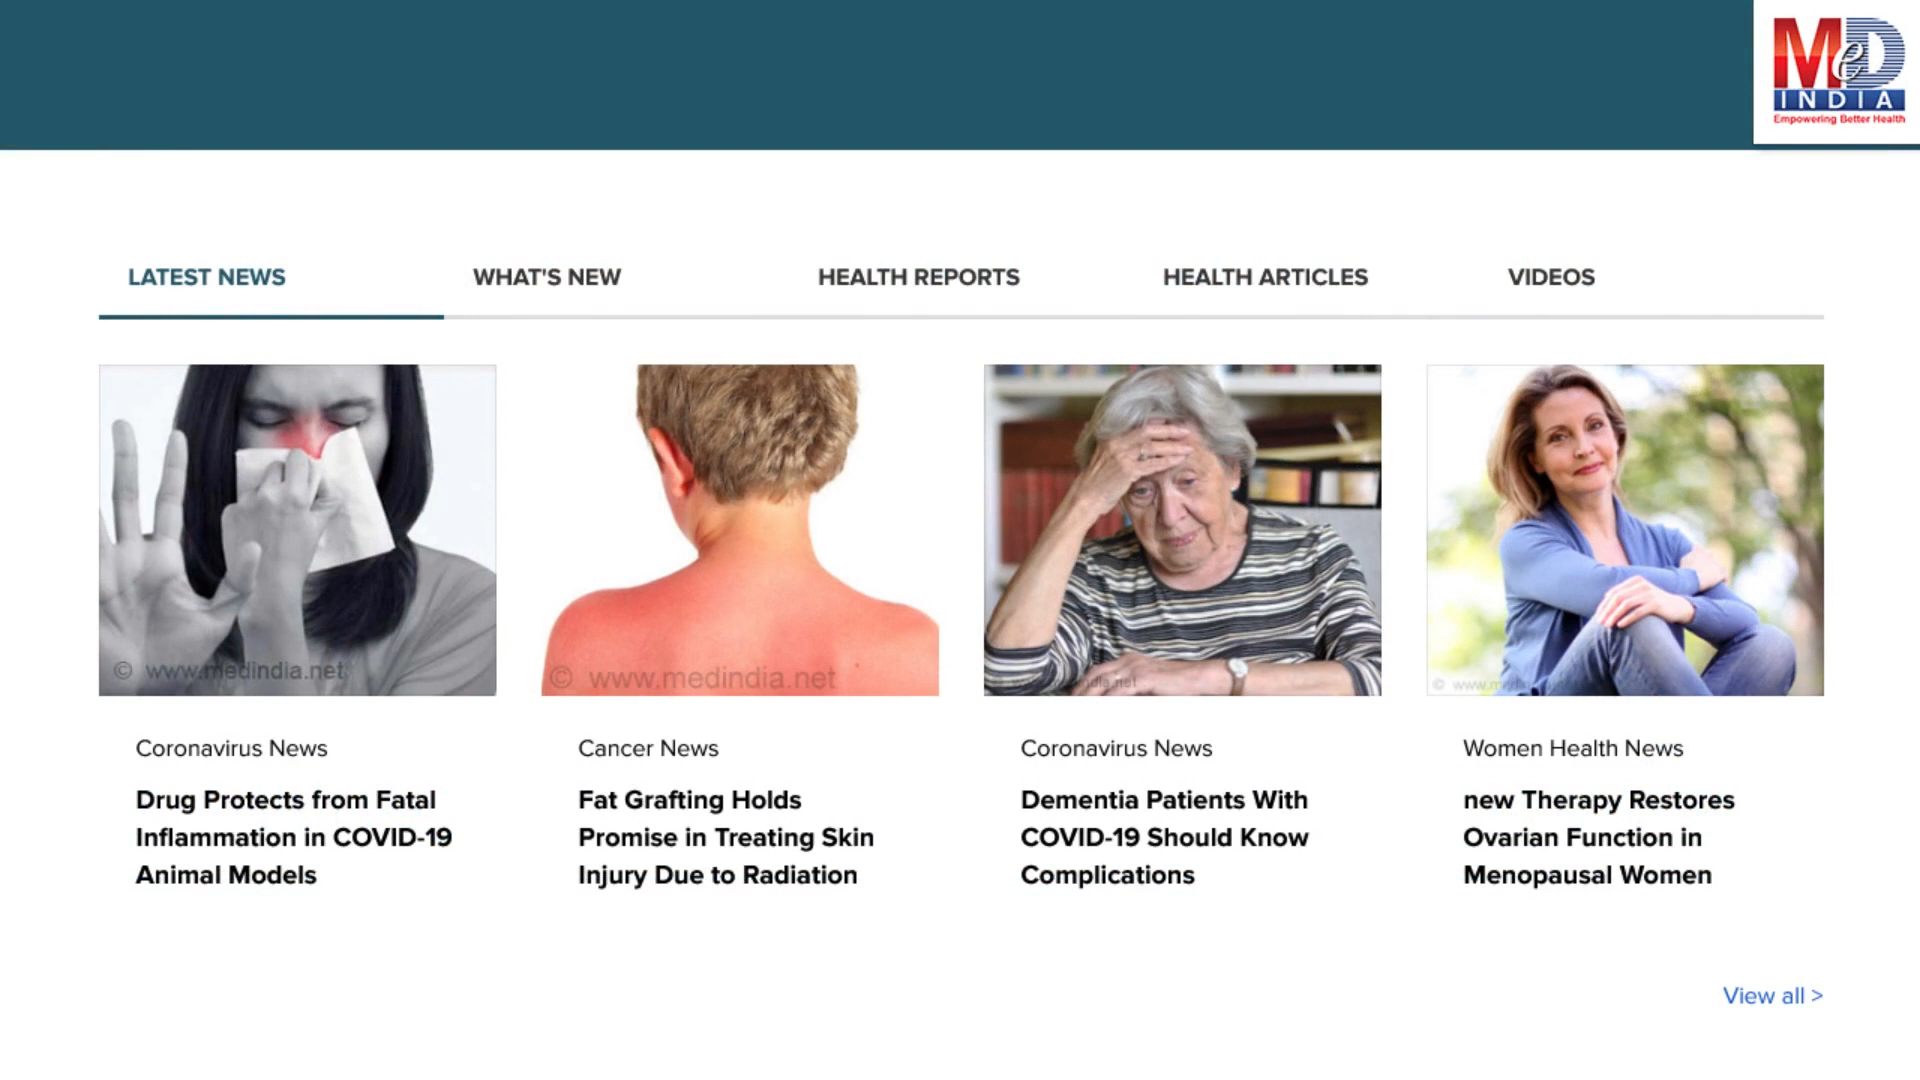 MeD
INDIA
Empowering Better Health
LATEST NEWS
WHAT'S NEW
HEALTH REPORTS
HEALTH ARTICLES
VIDEOS
© www.medindia.net
© www.medindia.net
Coronavirus News
Drug Protects from Fatal
Inflammation in COVID-19
Animal Models
Cancer News
Fat Grafting Holds
Promise in Treating Skin
Injury Due to Radiation
Coronavirus News
Dementia Patients With
COVID-19 Should Know
Complications
Women Health News
new Therapy Restores
Ovarian Function in
Menopausal Women
View all >